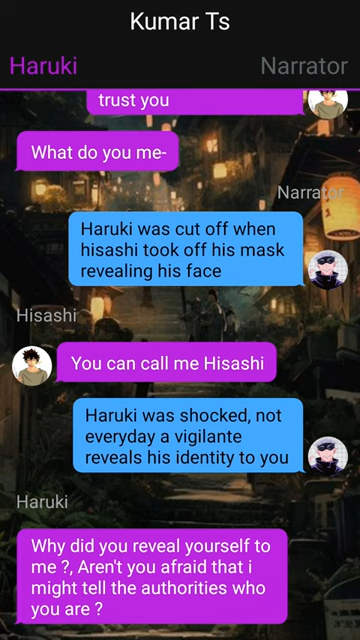 Kumar Ts
Haruki Narrator
trust you
What do you me-
Narrator
Haruki was cut off when
hisashi took off his mask
revealing his face
Hisashi
You can call me Hisashi
Haruki was shocked, not
everyday a vigilante
reveals his identity to you
Haruki
Why did you reveal yourself to
me ?, Aren't you afraid that i
might tell the authorities who
you are ?